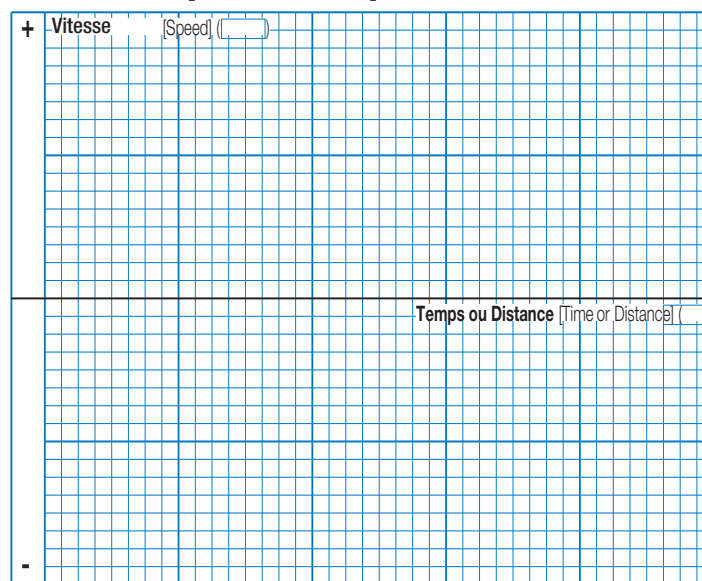 + Vitesse [Speed] ( )
Temps ou Distance [Time or Distance] (
-